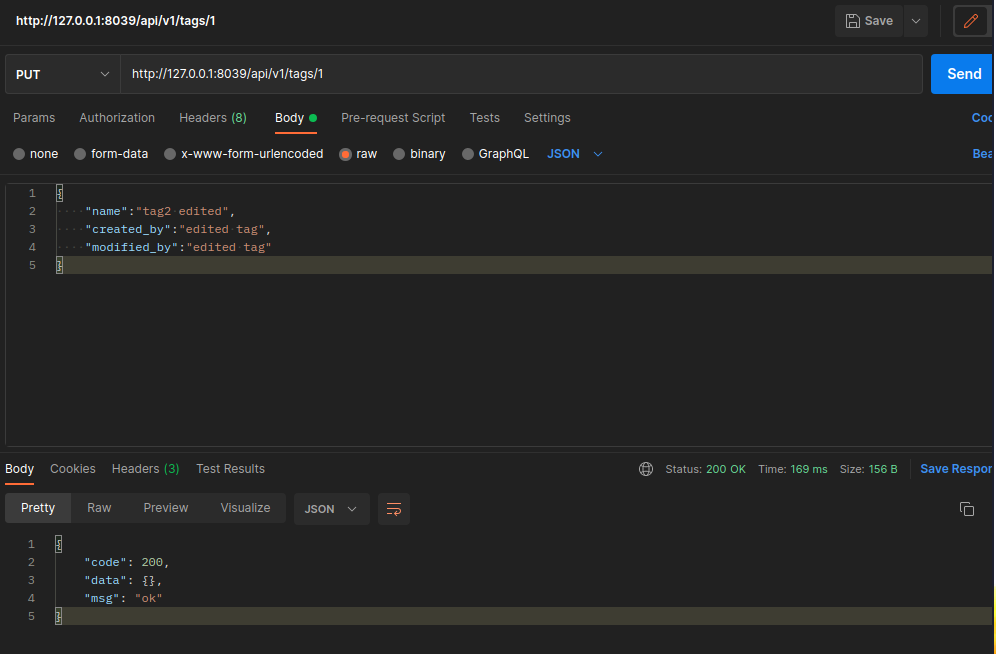 http://127.0.0.1:8039/api/v1/tags/1 Save
PUT http://127.0.0.1:8039/api/v1/tags/1 Send
Params Authorization Headers (8) Body Pre-request Script Tests Settings Coo
none form-data x-www-form-urlencoded raw binary GraphQL JSON Bea
1 {
2 "name":"tag2 edited",
3 "created_by":"edited tag",
4 "modified_by":"edited tag"
5 }
Body Cookies Headers (3) Test Results Status: 200 OK Time: 169 ms Size: 156 B Save Respon
Pretty Raw Preview Visualize JSON
1 {
2 "code": 200,
3 "data": {},
4 "msg": "ok"
5 }